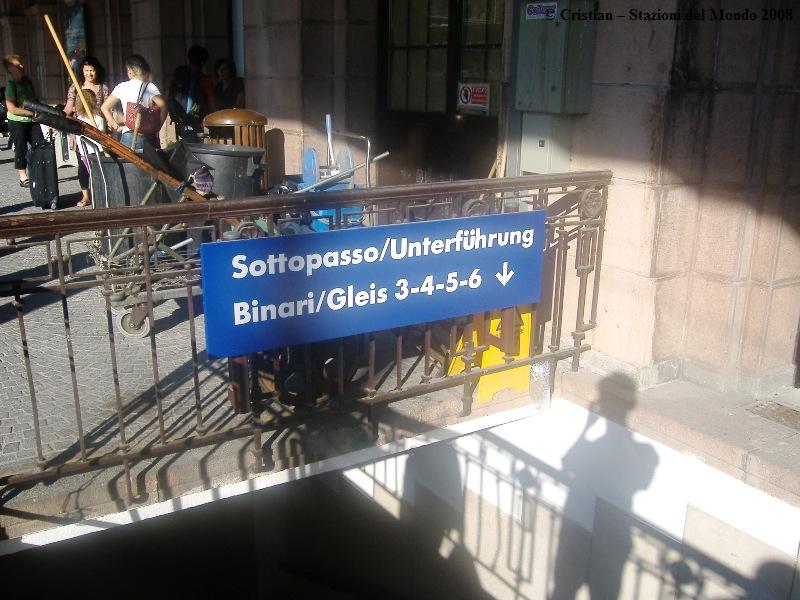 © Cristian – Stazioni del Mondo 2008
Sottopasso/Unterführung
Binari/Gleis 3-4-5-6 ↓